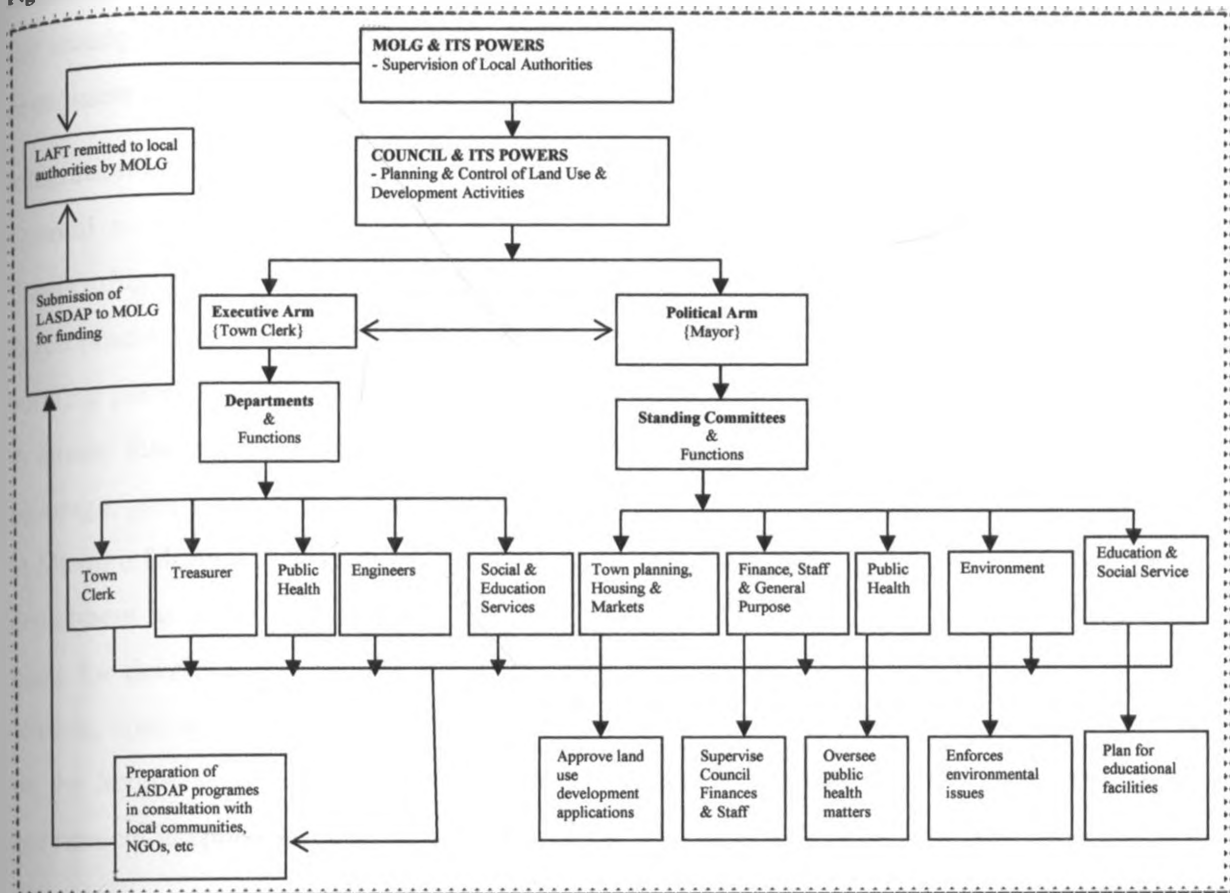 MOLG & ITS POWERS
- Supervision of Local Authorities
LAFT remitted to local
authorities by MOLG
COUNCIL & ITS POWERS
- Planning & Control of Land Use &
Development Activities
Submission of
LASDAP to MOLG
for funding
Executive Arm
{Town Clerk}
Political Arm
{Mayor}
Departments
&
Functions
Standing Committees
&
Functions
Town
Clerk
Treasurer
Public
Health
Engineers
Social &
Education
Services
Town planning,
Housing &
Markets
Finance, Staff
& General
Purpose
Public
Health
Environment
Education &
Social Service
Preparation of
LASDAP programes
in consultation with
local communities,
NGOs, etc
Approve land
use
development
applications
Supervise
Council
Finances
& Staff
Oversee
public
health
matters
Enforces
environmental
issues
Plan for
educational
facilities